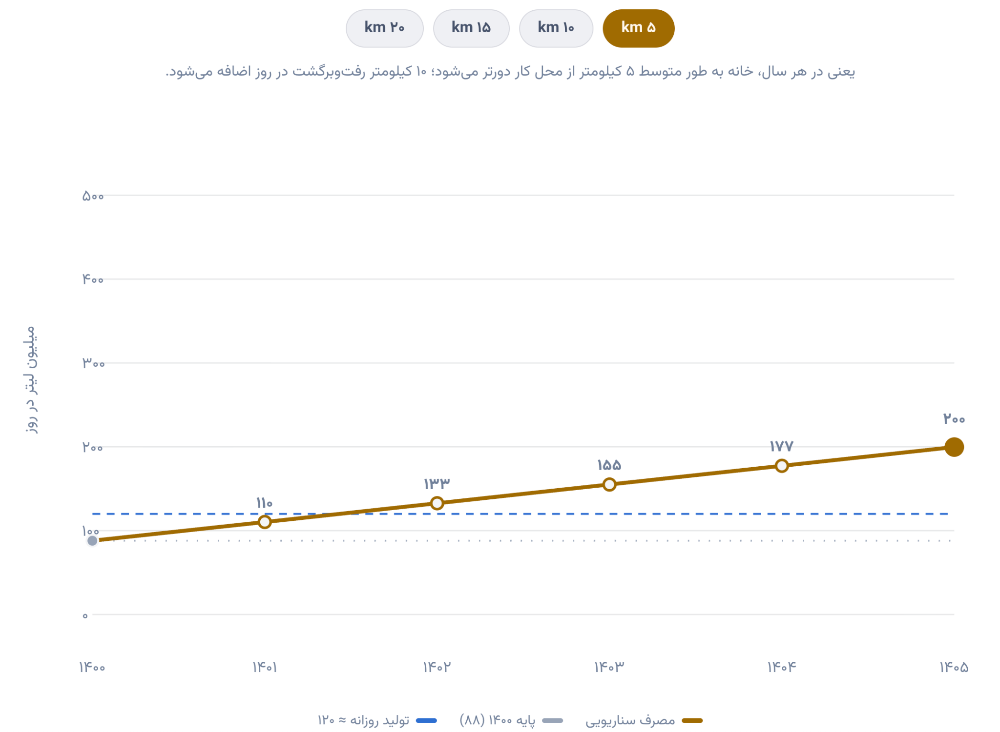 ۵ km
۱۰ km
۱۵ km
۲۰ km
یعنی در هر سال، خانه به طور متوسط ۵ کیلومتر از محل کار دورتر می‌شود؛ ۱۰ کیلومتر رفت‌وبرگشت در روز اضافه می‌شود.
میلیون لیتر در روز
۵۰۰
۴۰۰
۳۰۰
۲۰۰
۱۰۰
۰
۱۱۰
۱۳۳
۱۵۵
۱۷۷
۲۰۰
۱۴۰۰
۱۴۰۱
۱۴۰۲
۱۴۰۳
۱۴۰۴
۱۴۰۵
مصرف سناریویی
پایه ۱۴۰۰ (۸۸)
تولید روزانه ≈ ۱۲۰